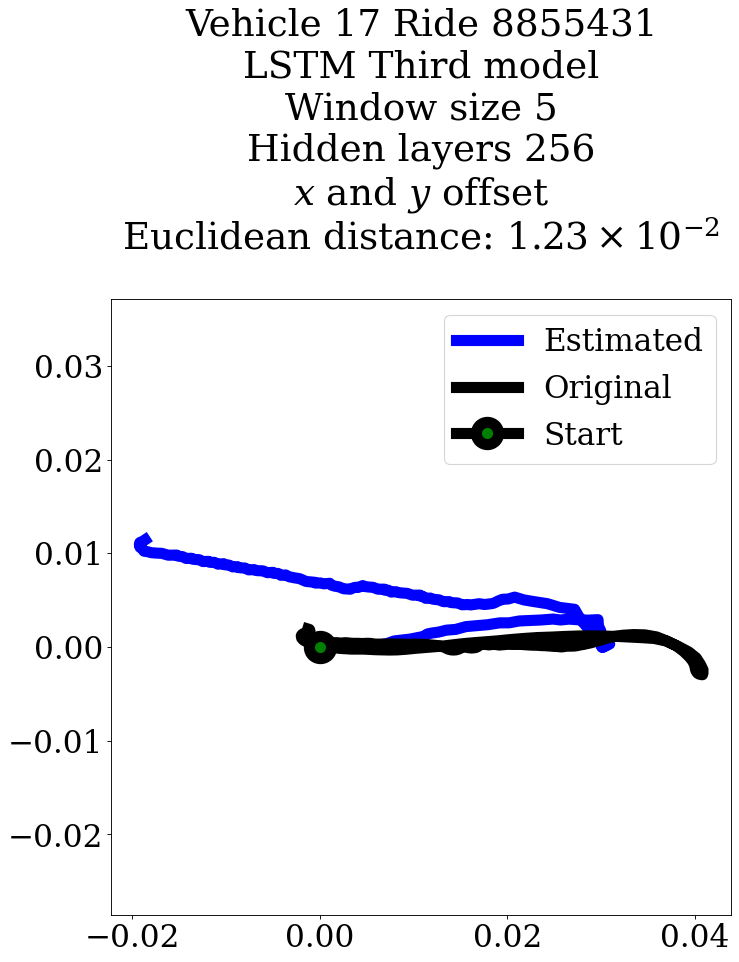 Vehicle 17 Ride 8855431
LSTM Third model
Window size 5
Hidden layers 256
x and y offset
Euclidean distance: 1.23 × 10⁻²
Estimated
Original
Start
0.03
0.02
0.01
0.00
−0.01
−0.02
−0.02 0.00 0.02 0.04